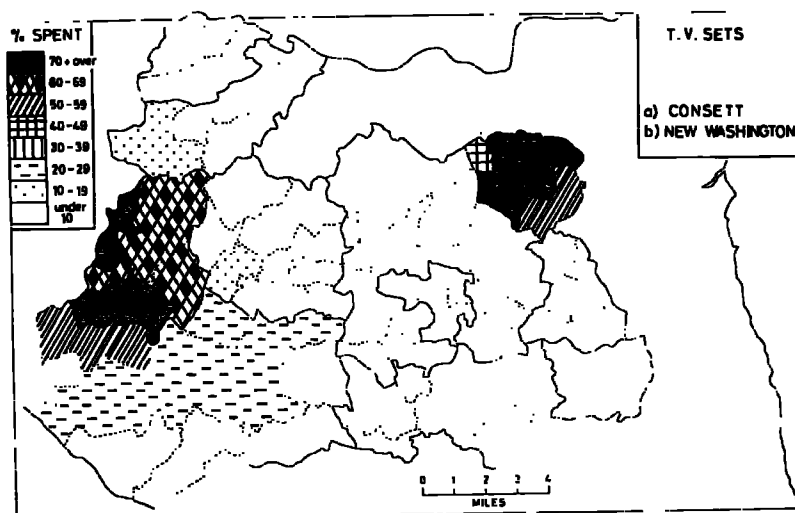 % SPENT
70+over
60-69
50-59
40-49
30-39
20-29
10-19
under
10
T.V. SETS
a) CONSETT
b) NEW WASHINGTON
0 1 2 3 4
MILES